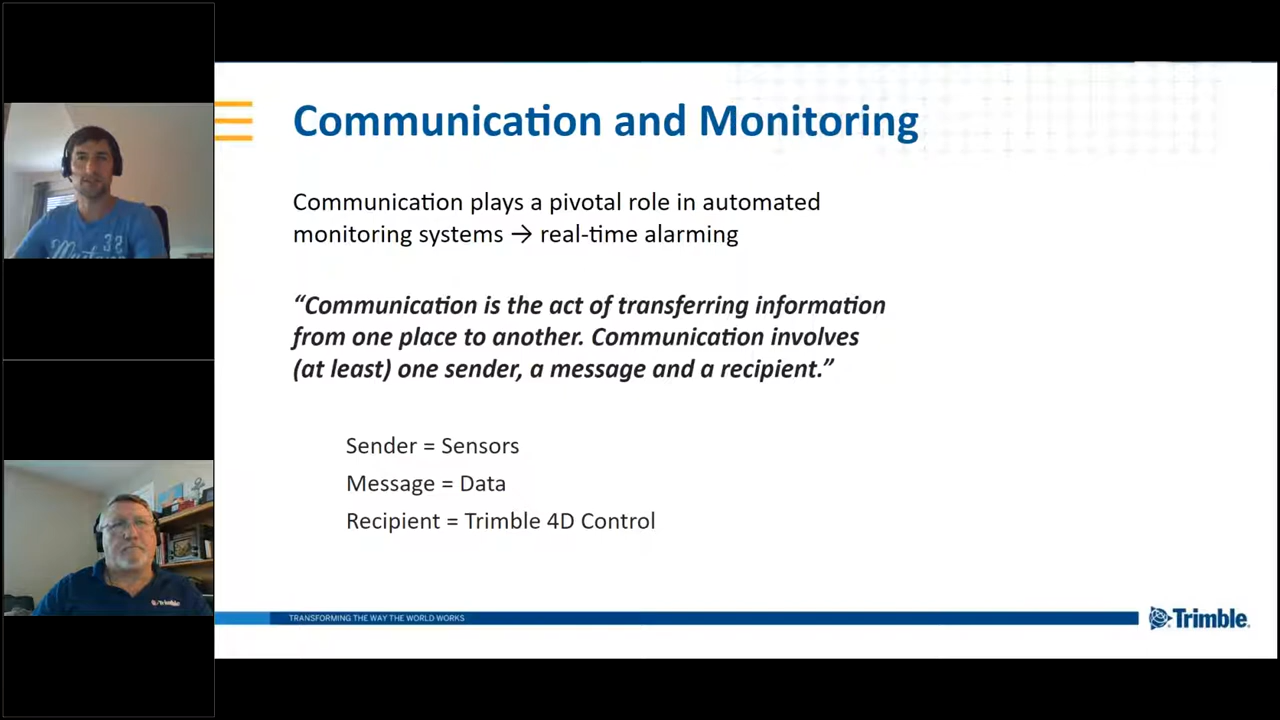 Communication and Monitoring
Communication plays a pivotal role in automated
monitoring systems → real-time alarming
“Communication is the act of transferring information
from one place to another. Communication involves
(at least) one sender, a message and a recipient.”
Sender = Sensors
Message = Data
Recipient = Trimble 4D Control
TRANSFORMING THE WAY THE WORLD WORKS
Trimble
32
Trimble